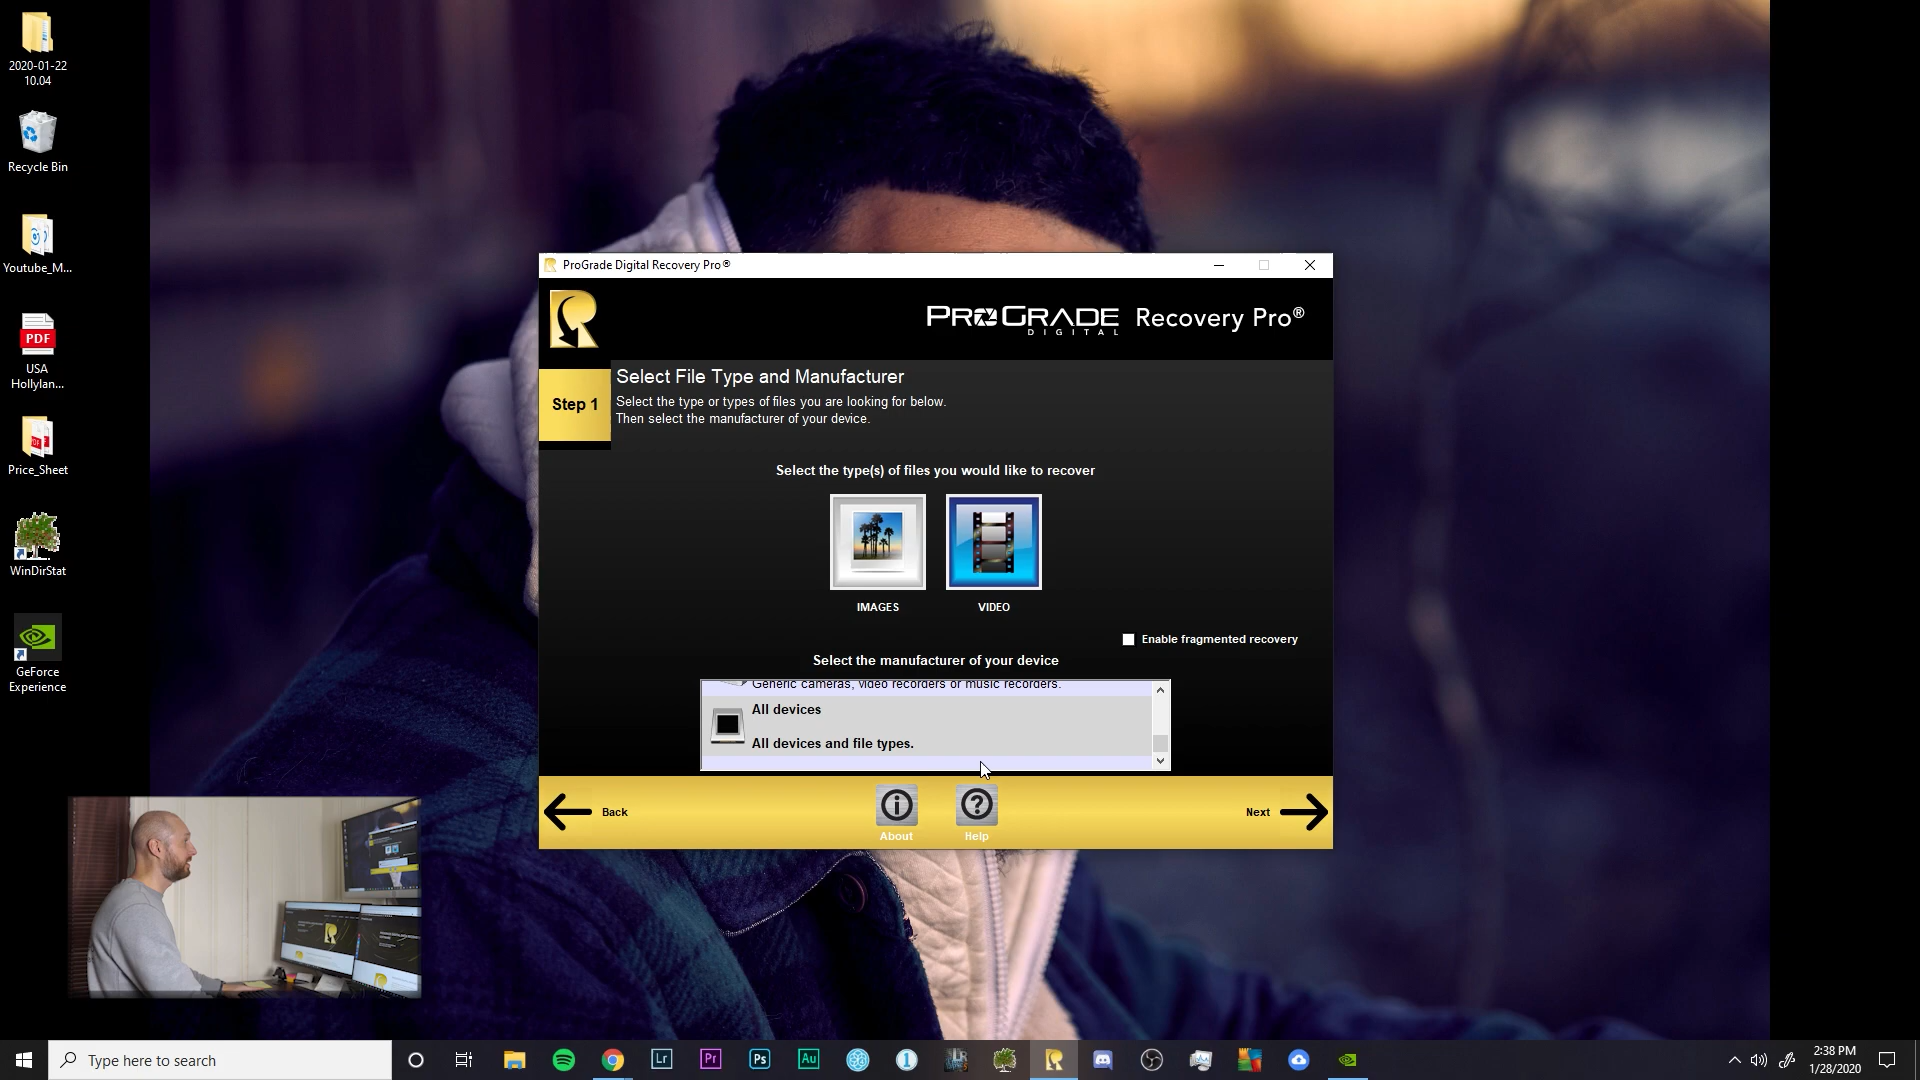 2020-01-22
10.04
Recycle Bin
Youtube_M...
PDF
USA
Hollylan...
Price_Sheet
WinDirStat
GeForce
Experience
ProGrade Digital Recovery Pro®
PROGRADE Recovery Pro®
DIGITAL
Step 1
Select File Type and Manufacturer
Select the type or types of files you are looking for below.
Then select the manufacturer of your device.
Select the type(s) of files you would like to recover
IMAGES
VIDEO
Enable fragmented recovery
Select the manufacturer of your device
Generic cameras, video recorders or music recorders.
All devices
All devices and file types.
Back
About
Help
Next
Type here to search
Lr
Pr
Ps
Au
2:38 PM
1/28/2020